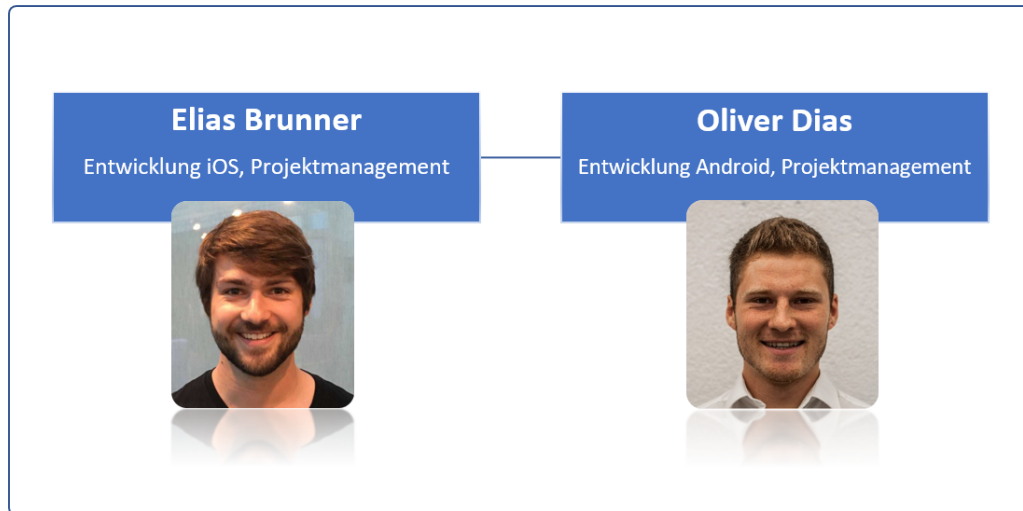 Elias Brunner
Entwicklung iOS, Projektmanagement
Oliver Dias
Entwicklung Android, Projektmanagement